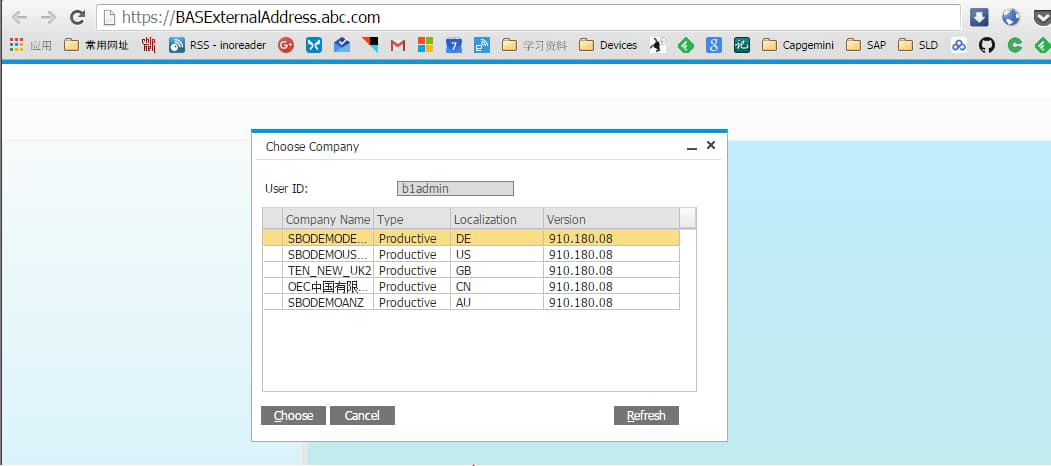 https://BASExternalAddress.abc.com
应用 常用网址 RSS - inoreader 7 学习资料 Devices 8 记 Capgemini SAP SLD
Choose Company
User ID: b1admin
Company Name Type Localization Version
SBODEMODE... Productive DE 910.180.08
SBODEMOUS... Productive US 910.180.08
TEN_NEW_UK2 Productive GB 910.180.08
OEC中国有限... Productive CN 910.180.08
SBODEMOANZ Productive AU 910.180.08
Choose Cancel Refresh